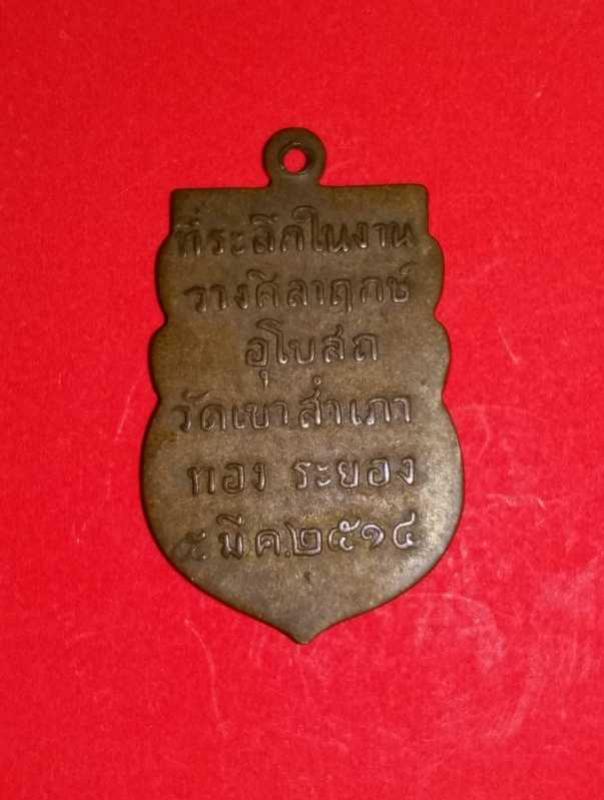 ที่ระลึกในงาน
วางศิลาฤกษ์
อุโบสถ
วัดเขาสำเภา
ทอง ระยอง
๕ มี.ค.๒๕๑๔